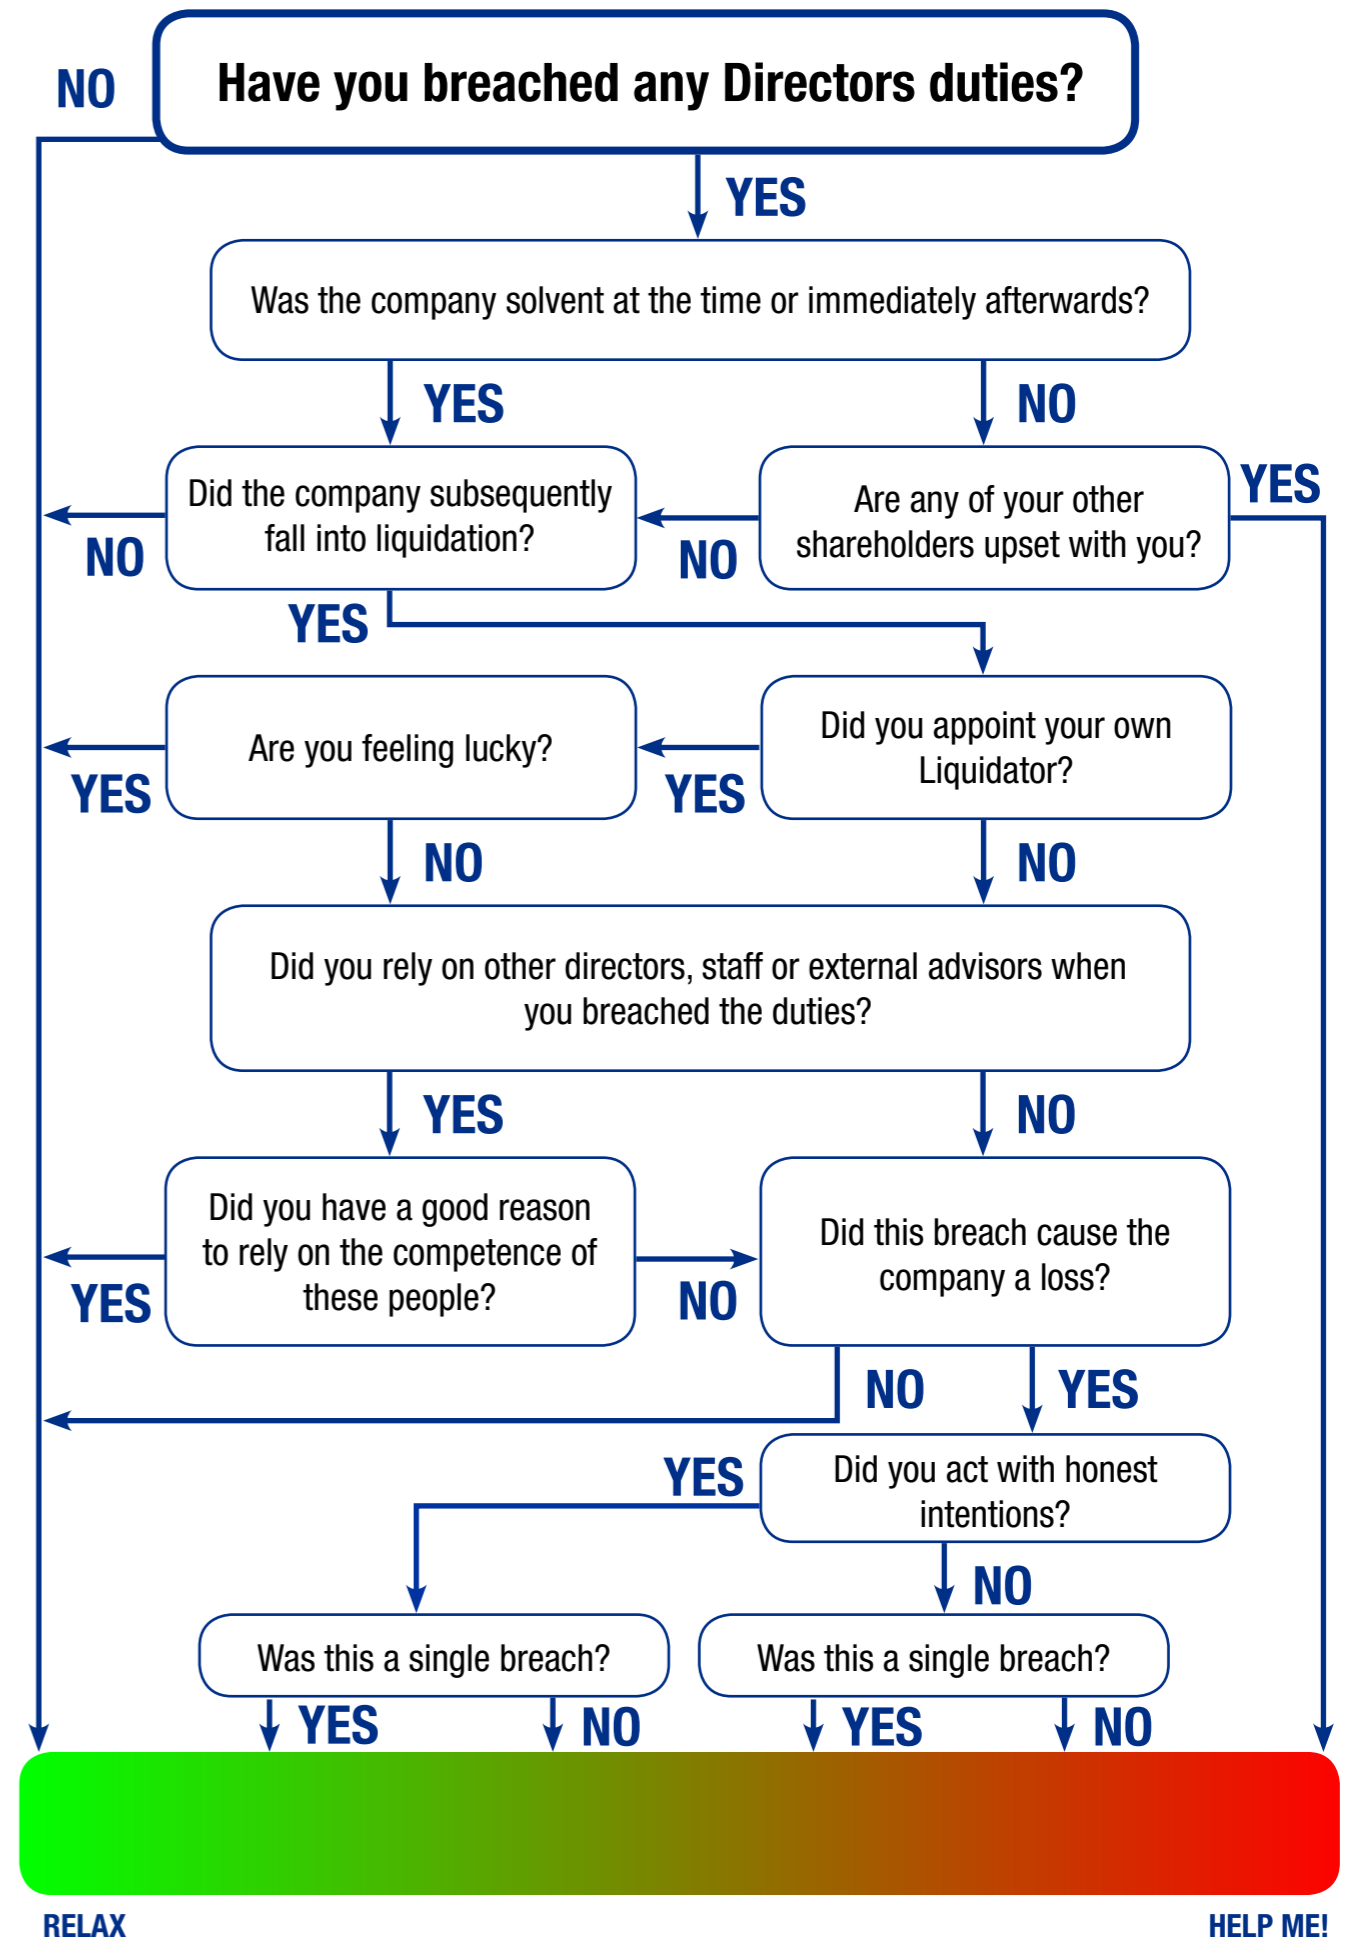 NO
Have you breached any Directors duties?
YES
Was the company solvent at the time or immediately afterwards?
YES
NO
Did the company subsequently
fall into liquidation?
Are any of your other
shareholders upset with you?
YES
NO
NO
YES
Are you feeling lucky?
Did you appoint your own
Liquidator?
YES
YES
NO
NO
Did you rely on other directors, staff or external advisors when
you breached the duties?
YES
NO
Did you have a good reason
to rely on the competence of
these people?
Did this breach cause the
company a loss?
YES
NO
NO
YES
YES
Did you act with honest
intentions?
NO
Was this a single breach?
Was this a single breach?
YES
NO
YES
NO
RELAX
HELP ME!